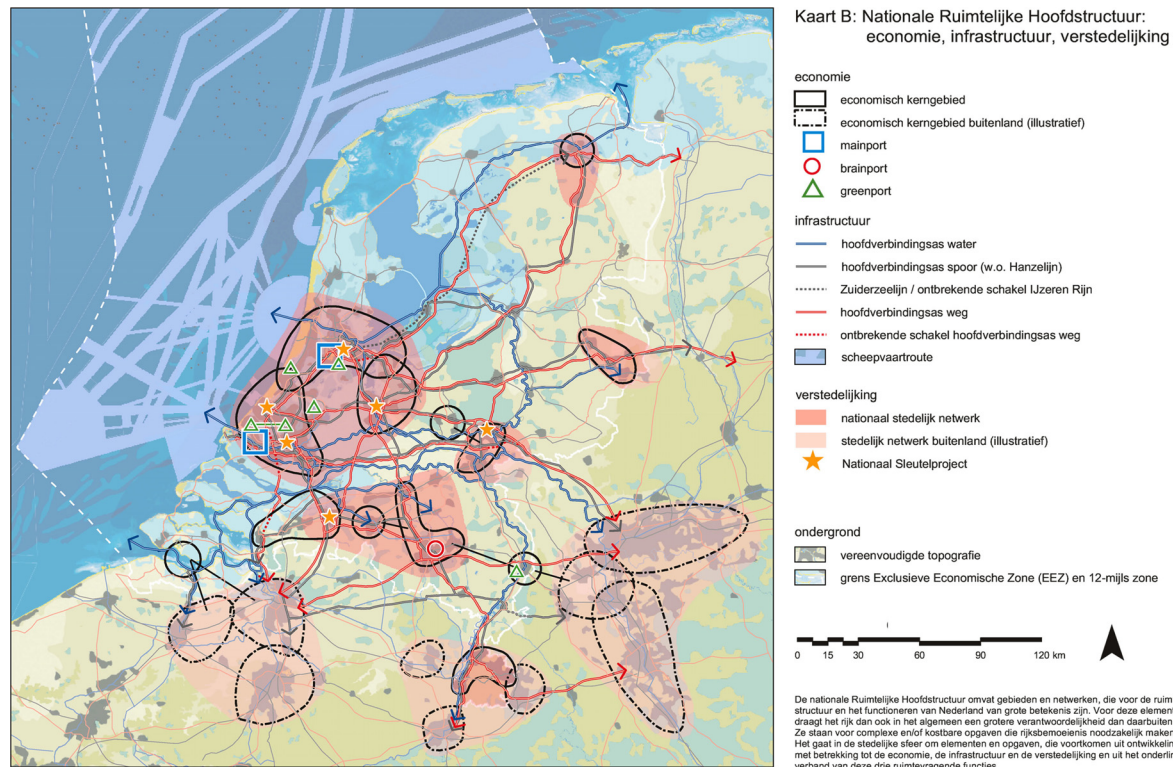 Kaart B: Nationale Ruimtelijke Hoofdstructuur:
economie, infrastructuur, verstedelijking
economie
economisch kerngebied
economisch kerngebied buitenland (illustratief)
mainport
brainport
greenport
infrastructuur
hoofdverbindingsas water
hoofdverbindingsas spoor (w.o. Hanzelijn)
Zuiderzeelijn / ontbrekende schakel IJzeren Rijn
hoofdverbindingsas weg
ontbrekende schakel hoofdverbindingsas weg
scheepvaartroute
verstedelijking
nationaal stedelijk netwerk
stedelijk netwerk buitenland (illustratief)
Nationaal Sleutelproject
ondergrond
vereenvoudigde topografie
grens Exclusieve Economische Zone (EEZ) en 12-mijls zone
0 15 30 60 90 120 km
De nationale Ruimtelijke Hoofdstructuur omvat gebieden en netwerken, die voor de ruim
structuur en het functioneren van Nederland van grote betekenis zijn. Voor deze element
draagt het rijk dan ook in het algemeen een grotere verantwoordelijkheid dan daarbuiten
Ze staan voor complexe en/of kostbare opgaven die rijksbemoeienis noodzakelijk maken
Het gaat in de stedelijke sfeer om elementen en opgaven, die voortkomen uit ontwikkelin
met betrekking tot de economie, de infrastructuur en de verstedelijking en uit het onderlin
verband van deze drie ruimtevragende functies